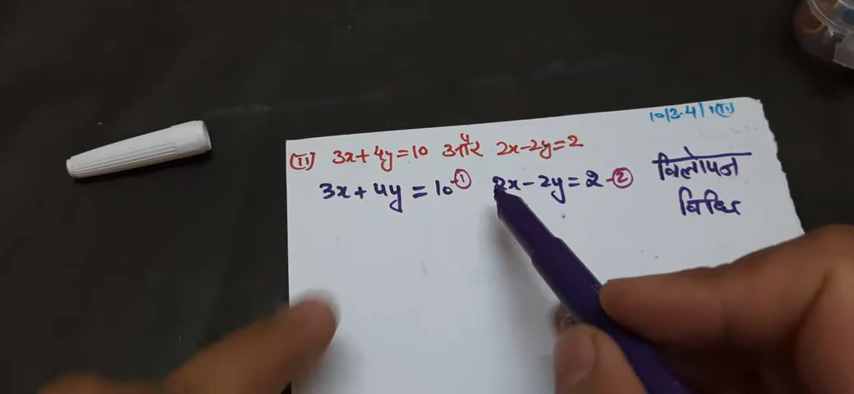 10/3.4/1(ii)
(ii) 3x+4y=10 और 2x-2y=2
3x+4y=10-① 2x-2y=2-②
विलोपन
विधि